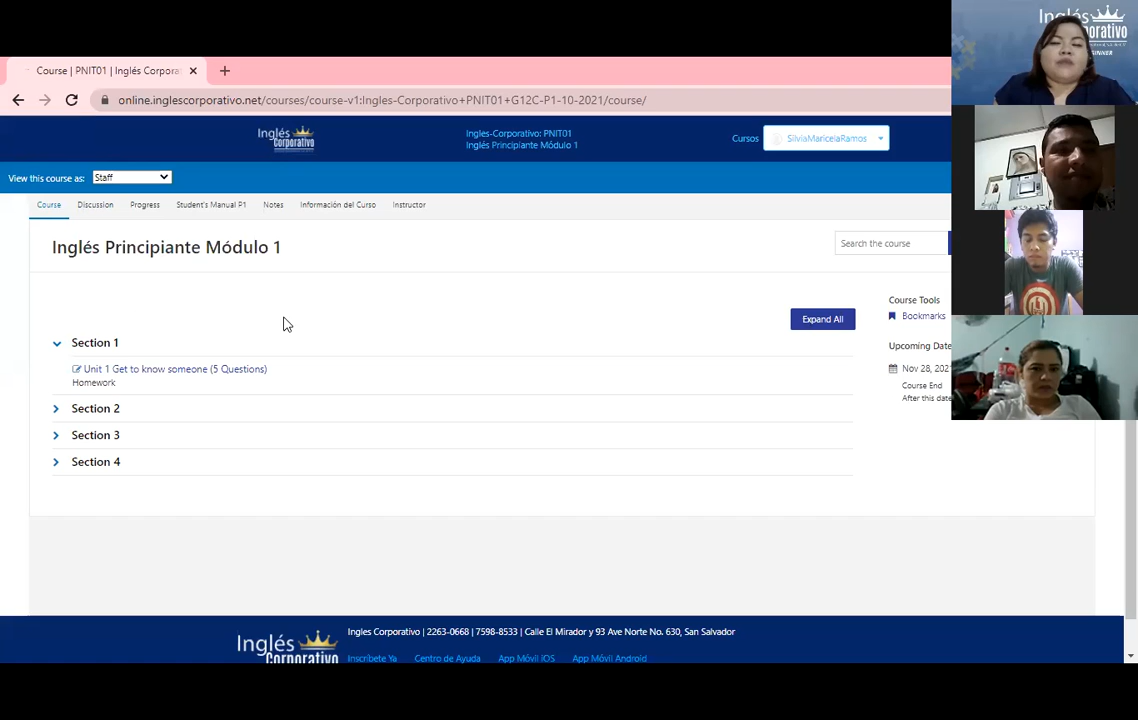 Course | PNIT01 | Inglés Corpora
online.inglescorporativo.net/courses/course-v1:Ingles-Corporativo+PNIT01+G12C-P1-10-2021/course/
Inglés
Corporativo
Ingles-Corporativo: PNIT01
Inglés Principiante Módulo 1
Cursos
SilviaMaricelaRamos
View this course as:
Staff
Course
Discussion
Progress
Student's Manual P1
Notes
Información del Curso
Instructor
Inglés Principiante Módulo 1
Search the course
Expand All
Section 1
Unit 1 Get to know someone (5 Questions)
Homework
Section 2
Section 3
Section 4
Course Tools
Bookmarks
Upcoming Date
Nov 28, 202
Course End
After this date
Inglés
Corporativo
Ingles Corporativo | 2263-0668 | 7598-8533 | Calle El Mirador y 93 Ave Norte No. 630, San Salvador
Inscríbete Ya
Centro de Ayuda
App Móvil iOS
App Móvil Android